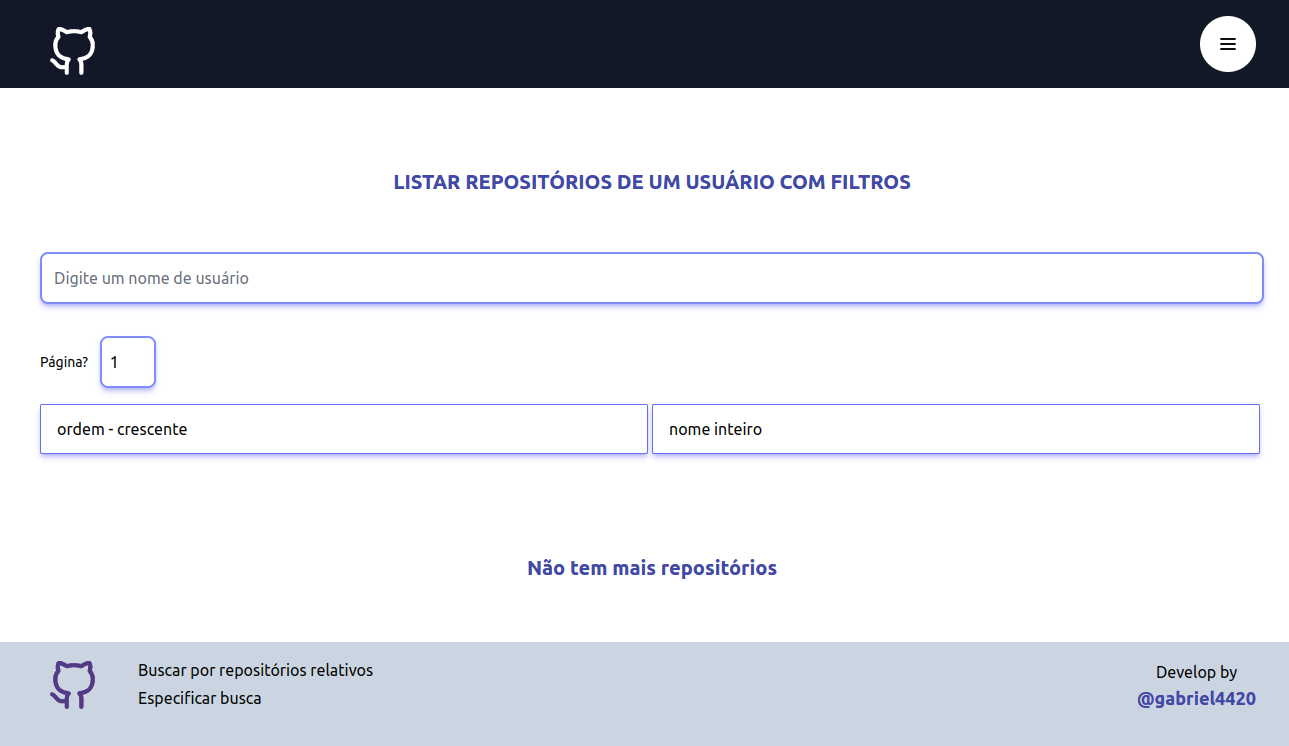 LISTAR REPOSITÓRIOS DE UM USUÁRIO COM FILTROS
Digite um nome de usuário
Página? 1
ordem - crescente
nome inteiro
Não tem mais repositórios
Buscar por repositórios relativos
Especificar busca
Develop by
@gabriel4420